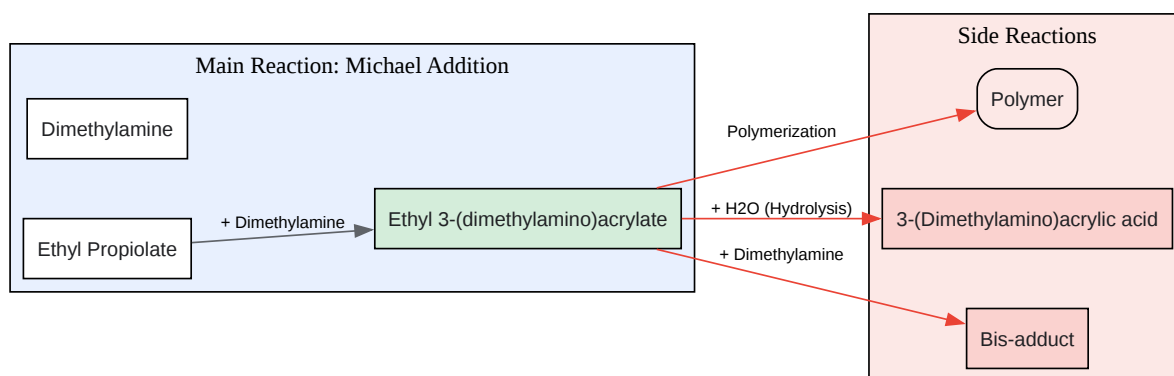 Main Reaction: Michael Addition
Dimethylamine
Ethyl Propiolate
+ Dimethylamine
Ethyl 3-(dimethylamino)acrylate
Polymerization
+ H2O (Hydrolysis)
+ Dimethylamine
Side Reactions
Polymer
3-(Dimethylamino)acrylic acid
Bis-adduct